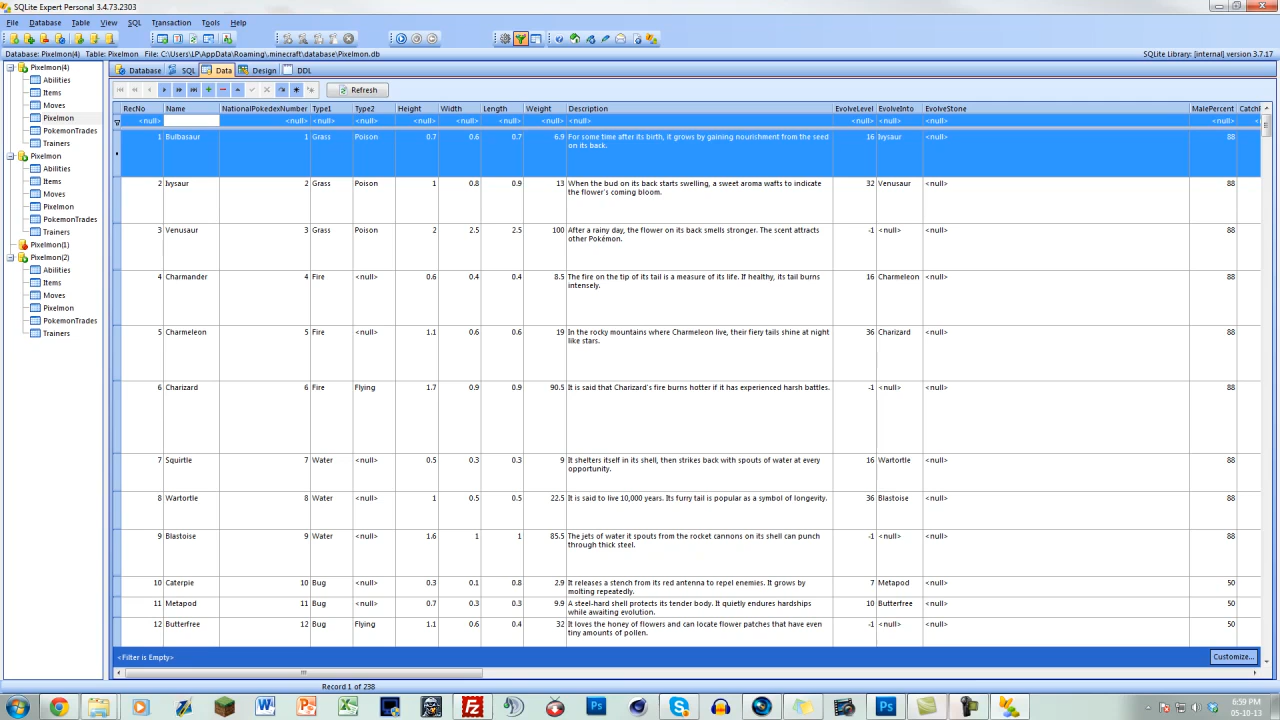 SQLite Expert Personal 3.4.73.2303
File Database Table View SQL Transaction Tools Help
Database: Pixelmon(4) Table: Pixelmon File: C:\Users\LP\AppData\Roaming\.minecraft\database\Pixelmon.db SQLite Library: [internal] version 3.7.17
Pixelmon(4)
Abilities
Items
Moves
Pixelmon
PokemonTrades
Trainers
Pixelmon
Abilities
Items
Moves
Pixelmon
PokemonTrades
Trainers
Pixelmon(1)
Pixelmon(2)
Abilities
Items
Moves
Pixelmon
PokemonTrades
Trainers
Database SQL Data Design DDL
Refresh
RecNo Name NationalPokedexNumber Type1 Type2 Height Width Length Weight Description EvolveLevel EvolveInto EvolveStone MalePercent
<null> <null> <null> <null> <null> <null> <null> <null> <null> <null> <null> <null> <null>
1 Bulbasaur 1 Grass Poison 0.7 0.6 0.7 6.9 For some time after its birth, it grows by gaining nourishment from the seed 16 Ivysaur <null> 88
on its back.
2 Ivysaur 2 Grass Poison 1 0.8 0.9 13 When the bud on its back starts swelling, a sweet aroma wafts to indicate 32 Venusaur <null> 88
the flower's coming bloom.
3 Venusaur 3 Grass Poison 2 2.5 2.5 100 After a rainy day, the flower on its back smells stronger. The scent attracts -1 <null> <null> 88
other Pokémon.
4 Charmander 4 Fire <null> 0.6 0.4 0.4 8.5 The fire on the tip of its tail is a measure of its life. If healthy, its tail burns 16 Charmeleon <null> 88
intensely.
5 Charmeleon 5 Fire <null> 1.1 0.6 0.6 19 In the rocky mountains where Charmeleon live, their fiery tails shine at night 36 Charizard <null> 88
like stars.
6 Charizard 6 Fire Flying 1.7 0.9 0.9 90.5 It is said that Charizard's fire burns hotter if it has experienced harsh battles. -1 <null> <null> 88
7 Squirtle 7 Water <null> 0.5 0.3 0.3 9 It shelters itself in its shell, then strikes back with spouts of water at every 16 Wartortle <null> 88
opportunity.
8 Wartortle 8 Water <null> 1 0.5 0.5 22.5 It is said to live 10,000 years. Its furry tail is popular as a symbol of longevity. 36 Blastoise <null> 88
9 Blastoise 9 Water <null> 1.6 1 1 85.5 The jets of water it spouts from the rocket cannons on its shell can punch -1 <null> <null> 88
through thick steel.
10 Caterpie 10 Bug <null> 0.3 0.1 0.8 2.9 It releases a stench from its red antenna to repel enemies. It grows by 7 Metapod <null> 50
molting repeatedly.
11 Metapod 11 Bug <null> 0.7 0.3 0.3 9.9 A steel-hard shell protects its tender body. It quietly endures hardships 10 Butterfree <null> 50
while awaiting evolution.
12 Butterfree 12 Bug Flying 1.1 0.6 0.4 32 It loves the honey of flowers and can locate flower patches that have even -1 <null> <null> 50
tiny amounts of pollen.
<Filter is Empty> Customize...
Record 1 of 238
6:59 PM
05-10-13